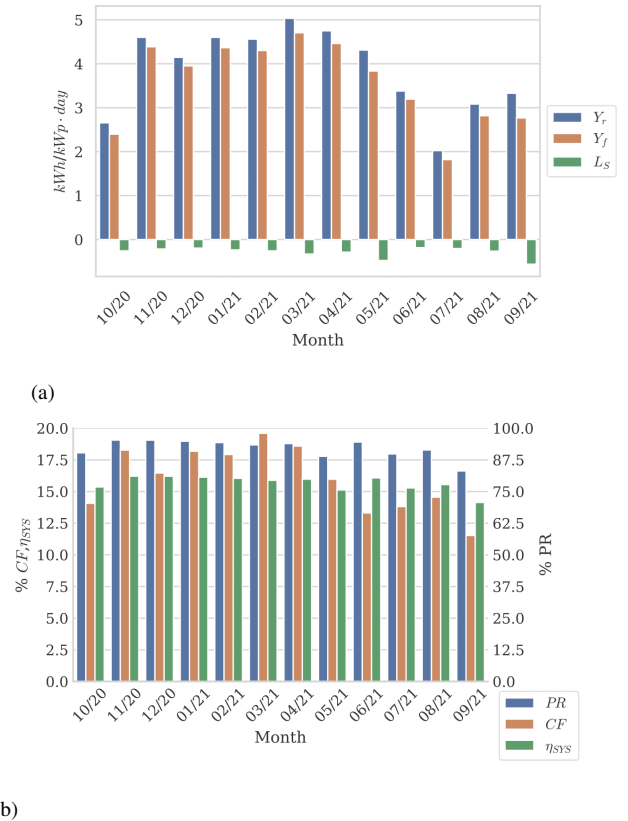 5
4
3
2
1
0
kWh/kWp · day
Y_r
Y_f
L_S
10/20 11/20 12/20 01/21 02/21 03/21 04/21 05/21 06/21 07/21 08/21 09/21
Month
(a)
20.0 100.0
17.5 87.5
15.0 75.0
12.5 62.5
10.0 50.0
7.5 37.5
5.0 25.0
2.5 12.5
0.0 0.0
% CF,η_SYS
% PR
10/20 11/20 12/20 01/21 02/21 03/21 04/21 05/21 06/21 07/21 08/21 09/21
Month
PR
CF
η_SYS
b)